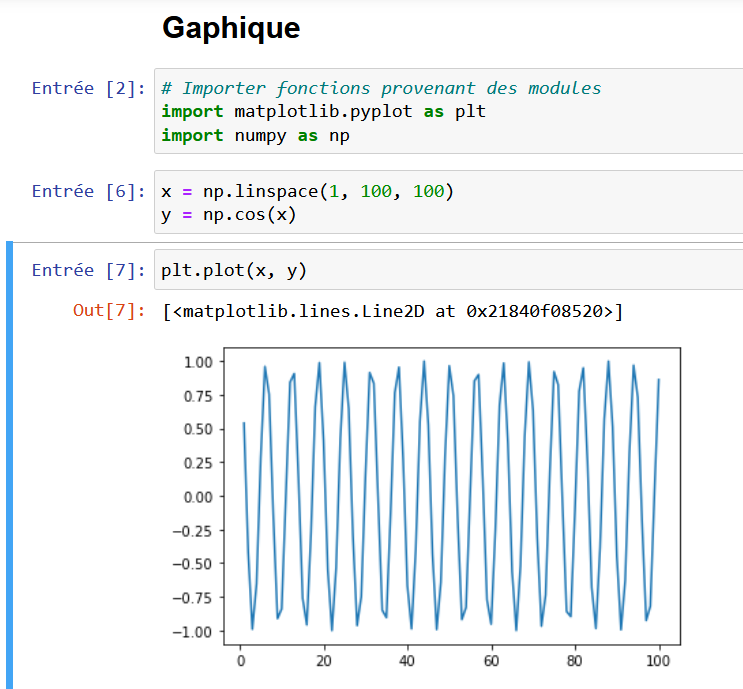 Gaphique
Entrée [2]: # Importer fonctions provenant des modules
import matplotlib.pyplot as plt
import numpy as np
Entrée [6]: x = np.linspace(1, 100, 100)
y = np.cos(x)
Entrée [7]: plt.plot(x, y)
Out[7]: [<matplotlib.lines.Line2D at 0x21840f08520>]
1.00
0.75
0.50
0.25
0.00
−0.25
−0.50
−0.75
−1.00
0 20 40 60 80 100